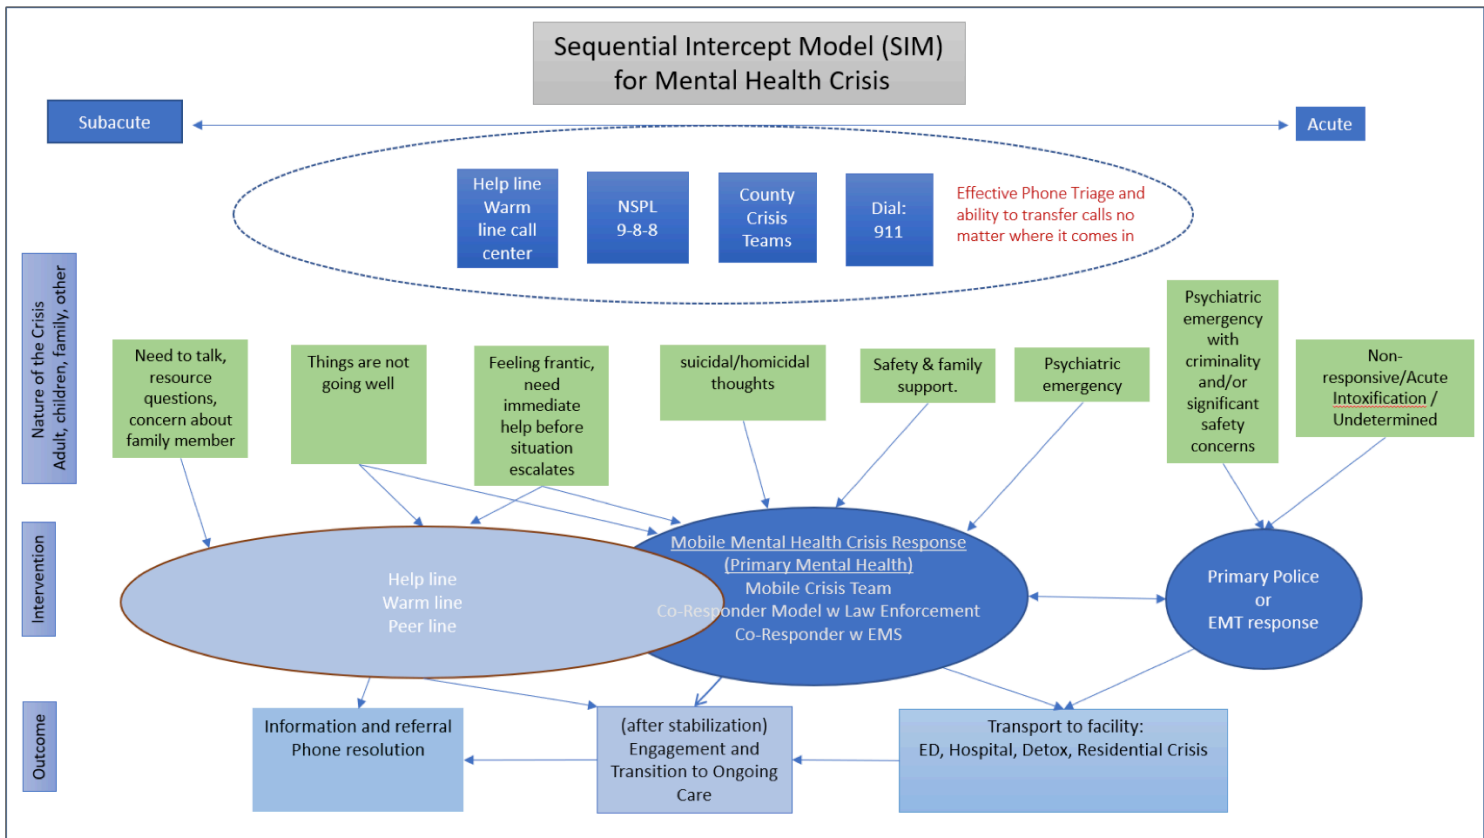 Sequential Intercept Model (SIM)
for Mental Health Crisis
Subacute
Acute
Help line
Warm
line call
center
NSPL
9-8-8
County
Crisis
Teams
Dial:
911
Effective Phone Triage and
ability to transfer calls no
matter where it comes in
Nature of the Crisis
Adult, children, family, other
Need to talk,
resource
questions,
concern about
family member
Things are not
going well
Feeling frantic,
need
immediate
help before
situation
escalates
suicidal/homicidal
thoughts
Safety & family
support.
Psychiatric
emergency
Psychiatric
emergency
with
criminality
and/or
significant
safety
concerns
Non-
responsive/Acute
Intoxification /
Undetermined
Intervention
Help line
Warm line
Peer line
Mobile Mental Health Crisis Response
(Primary Mental Health)
Mobile Crisis Team
Co-Responder Model w Law Enforcement
Co-Responder w EMS
Primary Police
or
EMT response
Outcome
Information and referral
Phone resolution
(after stabilization)
Engagement and
Transition to Ongoing
Care
Transport to facility:
ED, Hospital, Detox, Residential Crisis